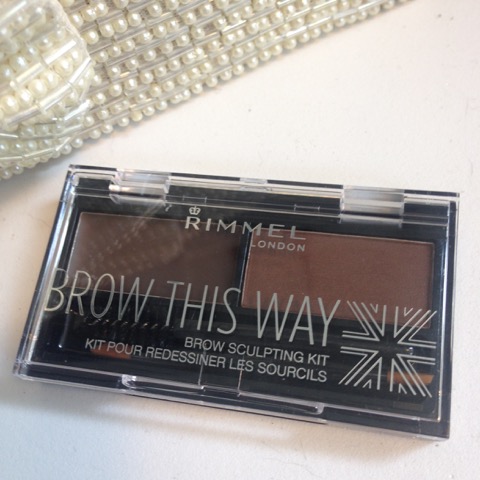 RIMMEL
LONDON
BROW THIS WAY
BROW SCULPTING KIT
KIT POUR REDESSINER LES SOURCILS